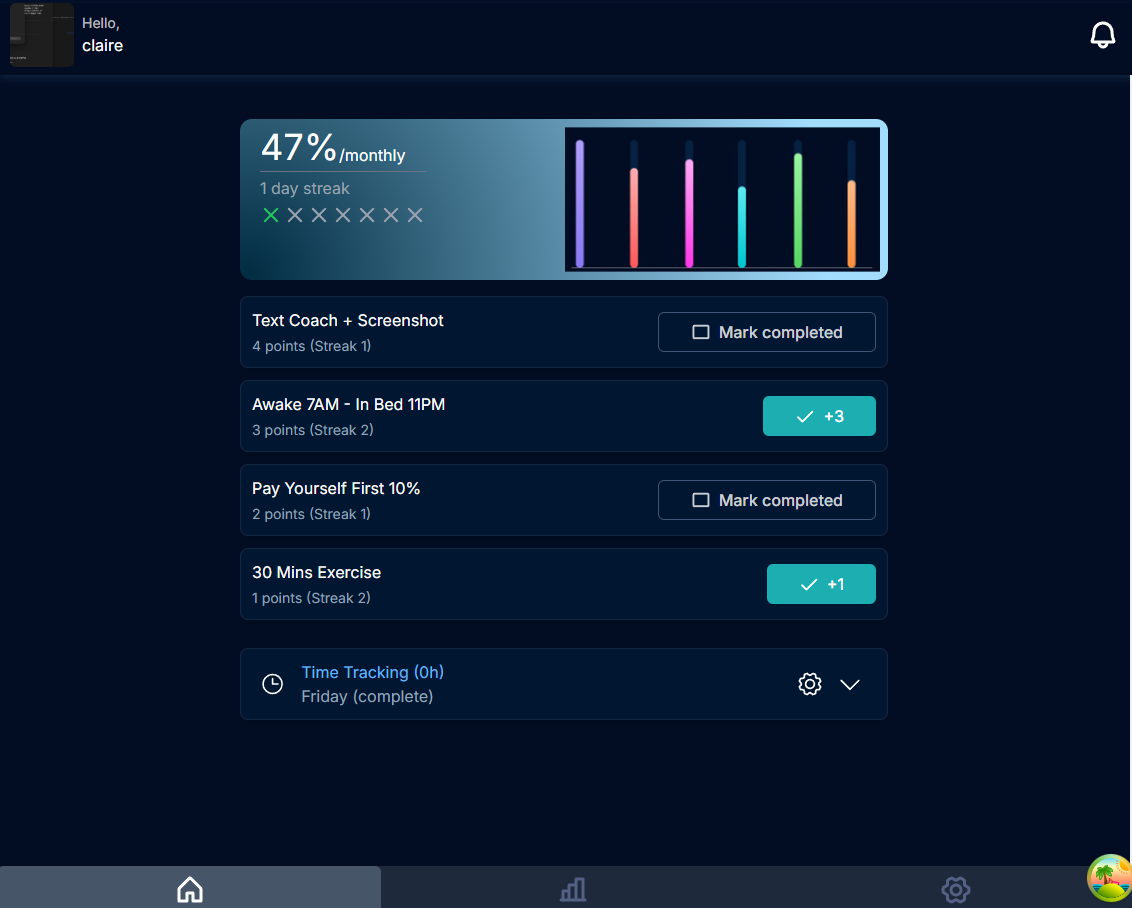 Hello,
claire
47%/monthly
1 day streak
Text Coach + Screenshot
4 points (Streak 1)
Mark completed
Awake 7AM - In Bed 11PM
3 points (Streak 2)
+3
Pay Yourself First 10%
2 points (Streak 1)
Mark completed
30 Mins Exercise
1 points (Streak 2)
+1
Time Tracking (0h)
Friday (complete)